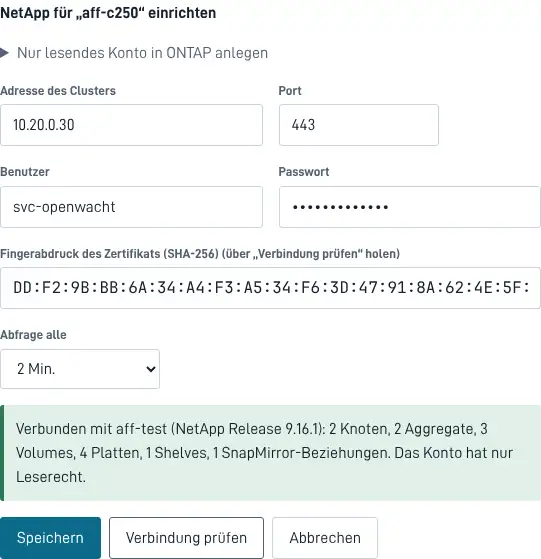 NetApp für „aff-c250“ einrichten
Nur lesendes Konto in ONTAP anlegen
Adresse des Clusters
Port
10.20.0.30
443
Benutzer
Passwort
svc-openwacht
•••••••••••••
Fingerabdruck des Zertifikats (SHA-256) (über „Verbindung prüfen“ holen)
DD:F2:9B:BB:6A:34:A4:F3:A5:34:F6:3D:47:91:8A:62:4E:5F:
Abfrage alle
2 Min.
Verbunden mit aff-test (NetApp Release 9.16.1): 2 Knoten, 2 Aggregate, 3
Volumes, 4 Platten, 1 Shelves, 1 SnapMirror-Beziehungen. Das Konto hat nur
Leserecht.
Speichern
Verbindung prüfen
Abbrechen